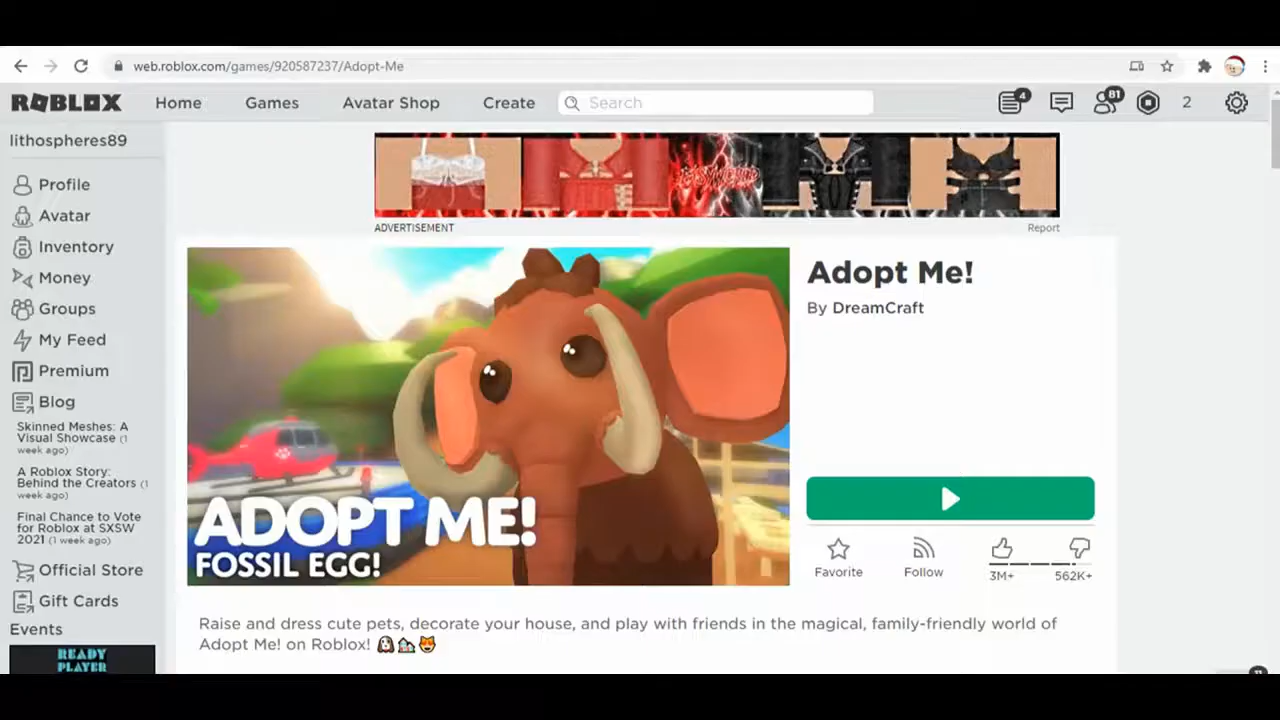 web.roblox.com/games/920587237/Adopt-Me
ROBLOX Home Games Avatar Shop Create Search 4 81 2
lithospheres89
Profile
Avatar
Inventory
Money
Groups
My Feed
Premium
Blog
Skinned Meshes: A
Visual Showcase (1
week ago)
A Roblox Story:
Behind the Creators (1
week ago)
Final Chance to Vote
for Roblox at SXSW
2021 (1 week ago)
Official Store
Gift Cards
Events
READY
PLAYER
ADVERTISEMENT Report
ADOPT ME!
FOSSIL EGG!
Adopt Me!
By DreamCraft
Favorite Follow 3M+ 562K+
Raise and dress cute pets, decorate your house, and play with friends in the magical, family-friendly world of
Adopt Me! on Roblox! 🐶🏡😻